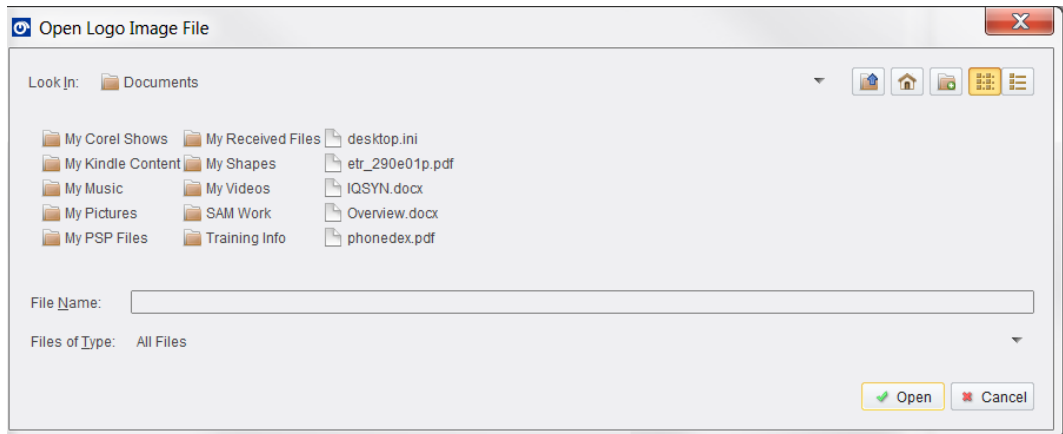 Open Logo Image File
Look In: Documents
My Corel Shows My Received Files desktop.ini
My Kindle Content My Shapes etr_290e01p.pdf
My Music My Videos IQSYN.docx
My Pictures SAM Work Overview.docx
My PSP Files Training Info phonedex.pdf
File Name:
Files of Type: All Files
Open Cancel